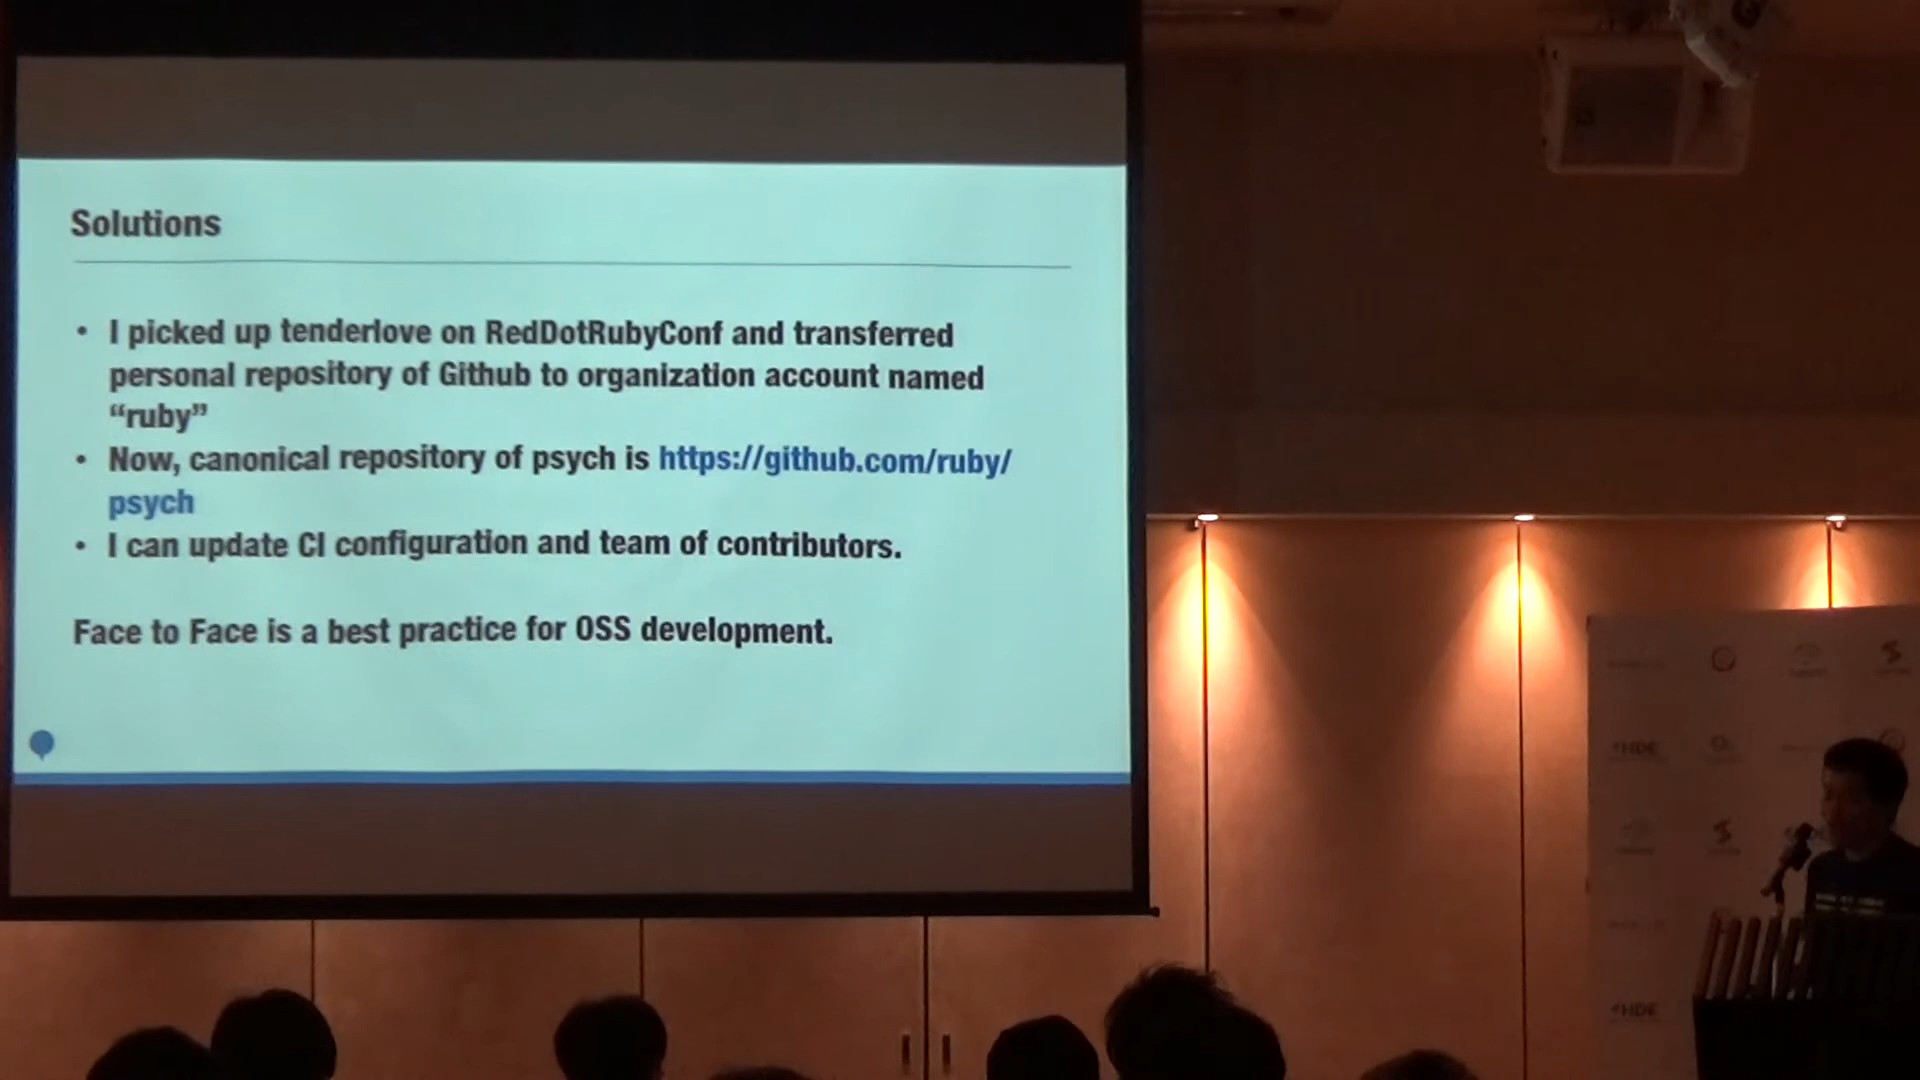 Solutions
• I picked up tenderlove on RedDotRubyConf and transferred
personal repository of Github to organization account named
“ruby”
• Now, canonical repository of psych is https://github.com/ruby/
psych
• I can update CI configuration and team of contributors.
Face to Face is a best practice for OSS development.
HDE
HDE